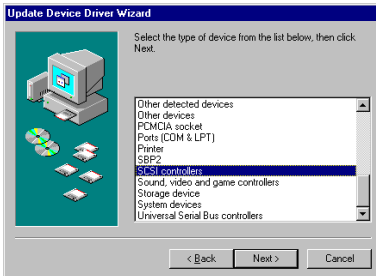 Update Device Driver Wizard
Select the type of device from the list below, then click
Next.
Other detected devices
Other devices
PCMCIA socket
Ports (COM & LPT)
Printer
SBP2
SCSI controllers
Sound, video and game controllers
Storage device
System devices
Universal Serial Bus controllers
< Back
Next >
Cancel